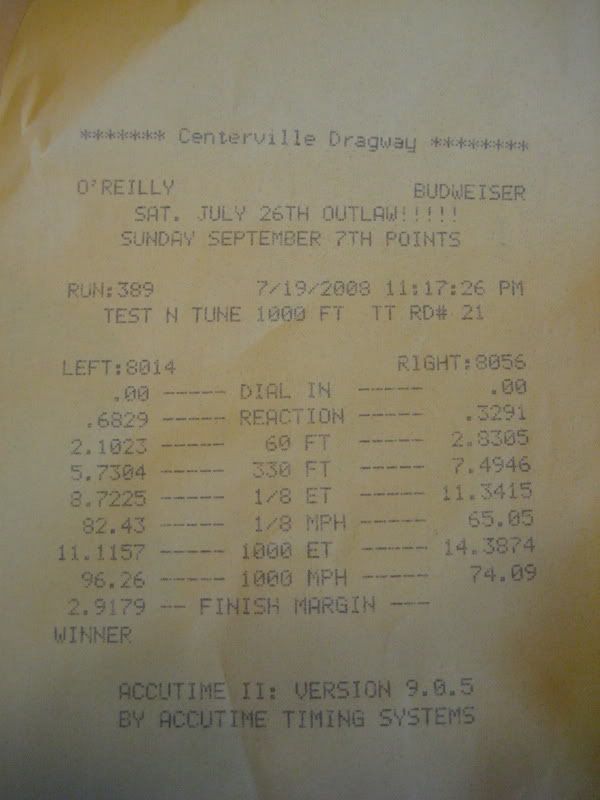 ******* Centerville Dragway ********
O'REILLY BUDWEISER
SAT. JULY 26TH OUTLAW!!!!!
SUNDAY SEPTEMBER 7TH POINTS
RUN:389 7/19/2008 11:17:26 PM
TEST N TUNE 1000 FT TT RD# 21
LEFT:8014 RIGHT:8056
.00 ----- DIAL IN ----- .00
.6829 ----- REACTION ----- .3291
2.1023 ----- 60 FT ----- 2.8305
5.7304 ----- 330 FT ----- 7.4946
8.7225 ----- 1/8 ET ----- 11.3415
82.43 ----- 1/8 MPH ----- 65.05
11.1157 ----- 1000 ET ----- 14.3874
96.26 ----- 1000 MPH ----- 74.09
2.9179 -- FINISH MARGIN ---
WINNER
ACCUTIME II: VERSION 9.0.5
BY ACCUTIME TIMING SYSTEMS